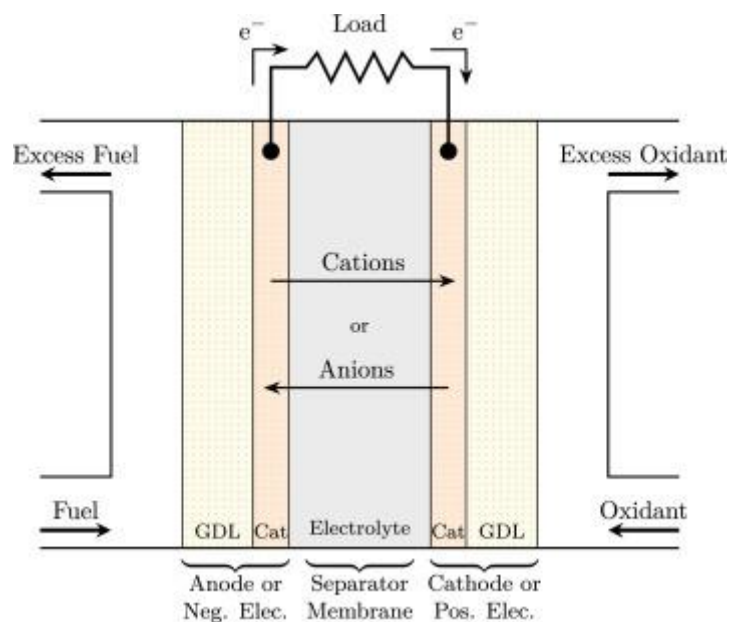 e⁻ Load e⁻
Excess Fuel
Excess Oxidant
Cations
or
Anions
Fuel
Oxidant
GDL Cat Electrolyte Cat GDL
Anode or Separator Cathode or
Neg. Elec. Membrane Pos. Elec.